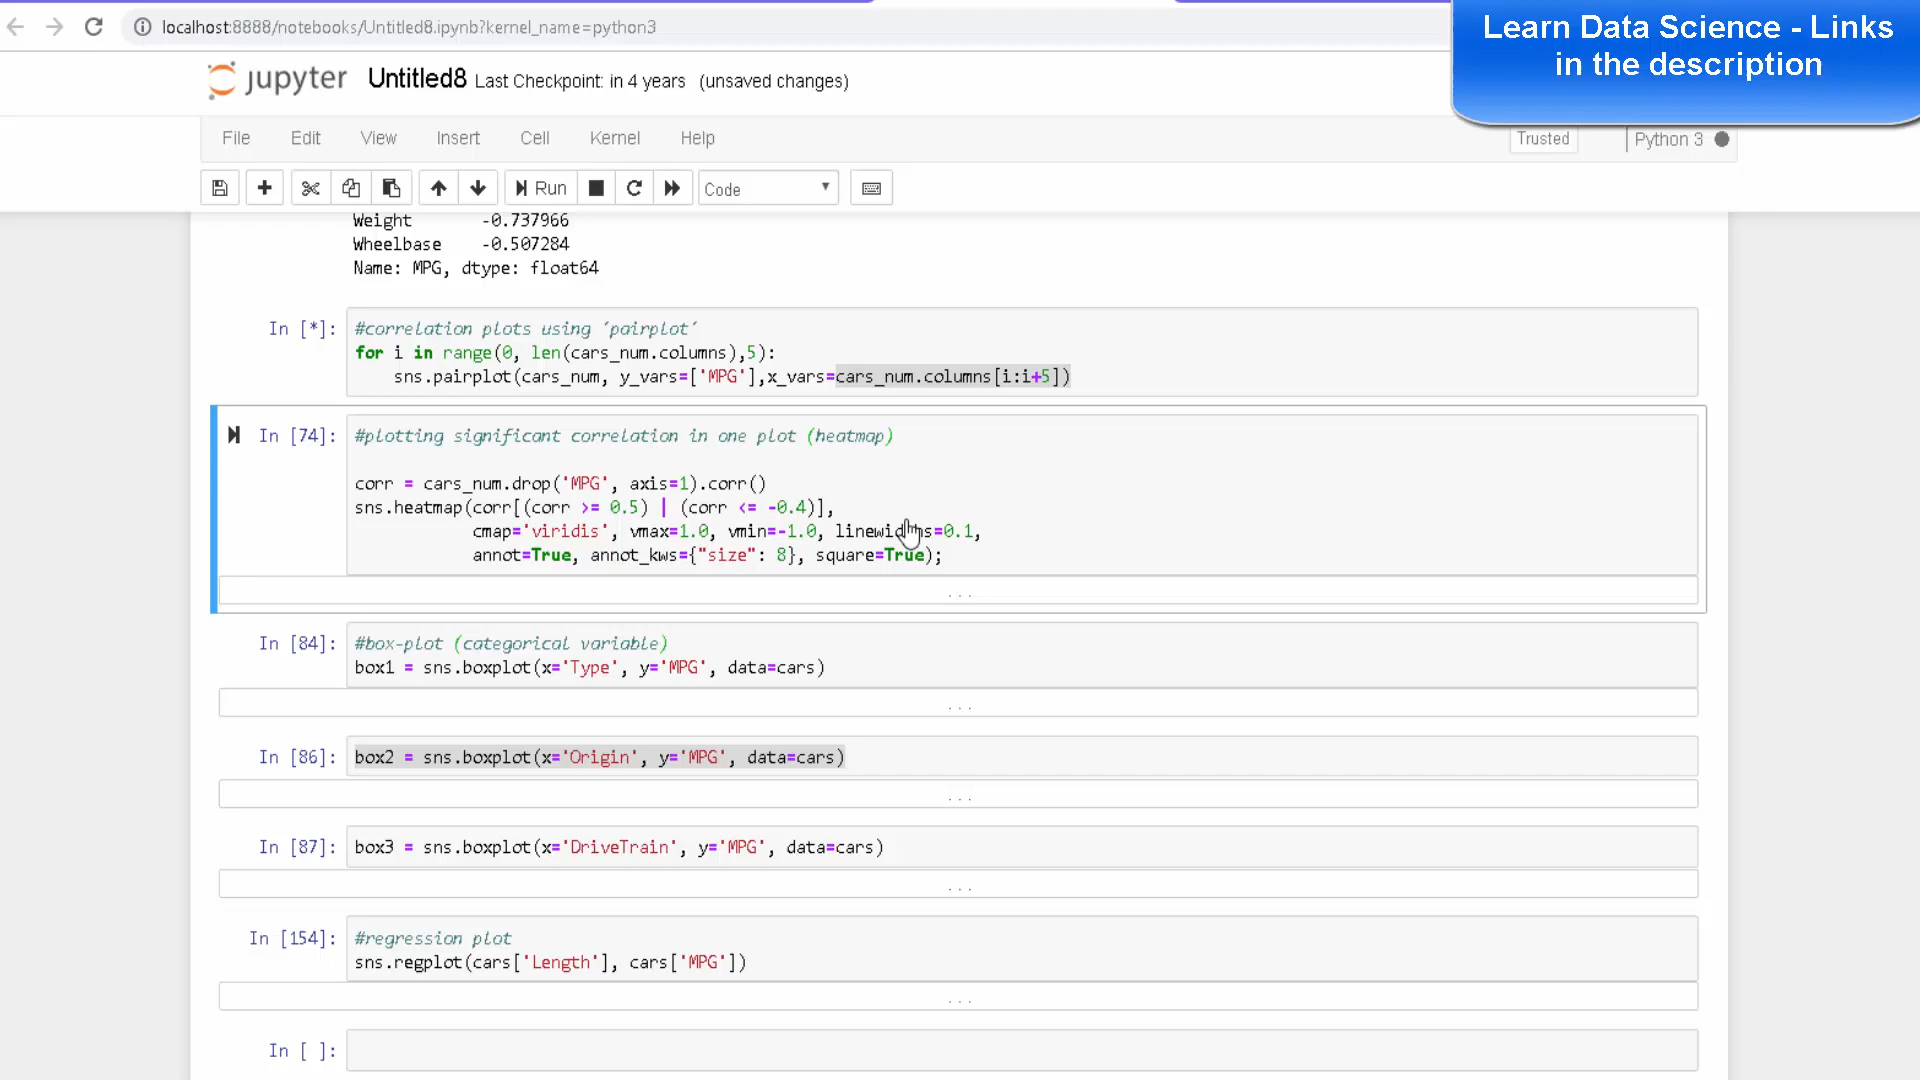 localhost:8888/notebooks/Untitled8.ipynb?kernel_name=python3
Learn Data Science - Links
in the description
jupyter Untitled8 Last Checkpoint: in 4 years (unsaved changes)
File Edit View Insert Cell Kernel Help
Trusted Python 3
Run Code
Weight -0.737966
Wheelbase -0.507284
Name: MPG, dtype: float64
In [*]: #correlation plots using 'pairplot'
for i in range(0, len(cars_num.columns),5):
sns.pairplot(cars_num, y_vars=['MPG'],x_vars=cars_num.columns[i:i+5])
In [74]: #plotting significant correlation in one plot (heatmap)
corr = cars_num.drop('MPG', axis=1).corr()
sns.heatmap(corr[(corr >= 0.5) | (corr <= -0.4)],
cmap='viridis', vmax=1.0, vmin=-1.0, linewidths=0.1,
annot=True, annot_kws={"size": 8}, square=True);
...
In [84]: #box-plot (categorical variable)
box1 = sns.boxplot(x='Type', y='MPG', data=cars)
...
In [86]: box2 = sns.boxplot(x='Origin', y='MPG', data=cars)
...
In [87]: box3 = sns.boxplot(x='DriveTrain', y='MPG', data=cars)
...
In [154]: #regression plot
sns.regplot(cars['Length'], cars['MPG'])
...
In [ ]: